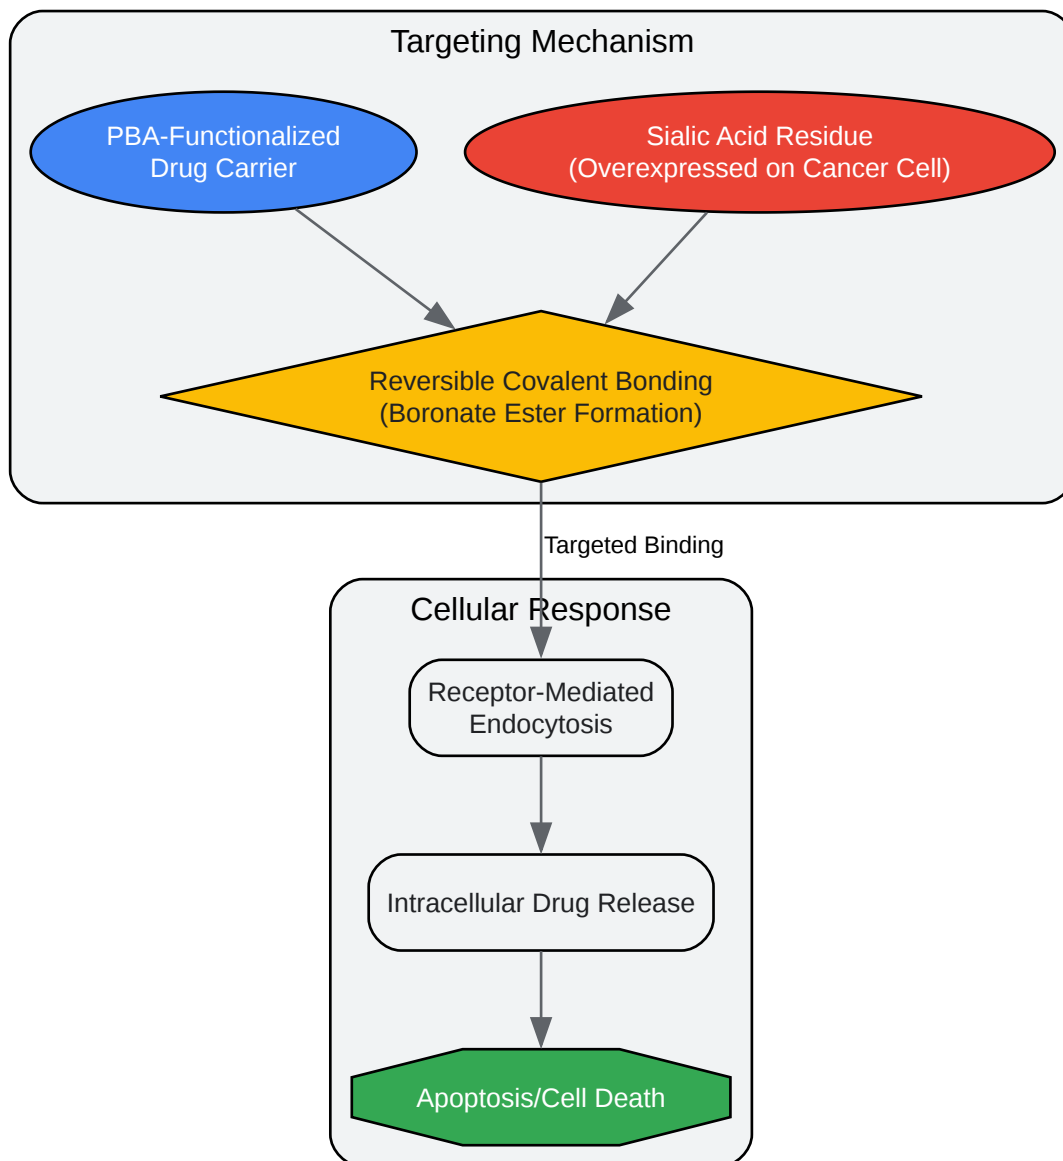 Targeting Mechanism
PBA-Functionalized
Drug Carrier
Sialic Acid Residue
(Overexpressed on Cancer Cell)
Reversible Covalent Bonding
(Boronate Ester Formation)
Targeted Binding
Cellular Response
Receptor-Mediated
Endocytosis
Intracellular Drug Release
Apoptosis/Cell Death